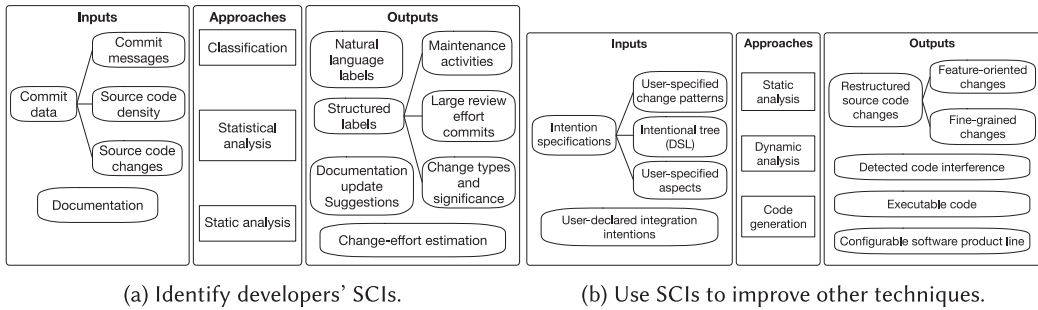 Inputs
Commit
messages
Commit
data
Source code
density
Source code
changes
Documentation
Approaches
Classification
Statistical
analysis
Static analysis
Outputs
Natural
language
labels
Maintenance
activities
Structured
labels
Large review
effort
commits
Documentation
update
Suggestions
Change types
and
significance
Change-effort estimation
(a) Identify developers’ SCIs.
Inputs
User-specified
change patterns
Intention
specifications
Intentional tree
(DSL)
User-specified
aspects
User-declared integration
intentions
Approaches
Static
analysis
Dynamic
analysis
Code
generation
Outputs
Restructured
source code
changes
Feature-oriented
changes
Fine-grained
changes
Detected code interference
Executable code
Configurable software product line
(b) Use SCIs to improve other techniques.